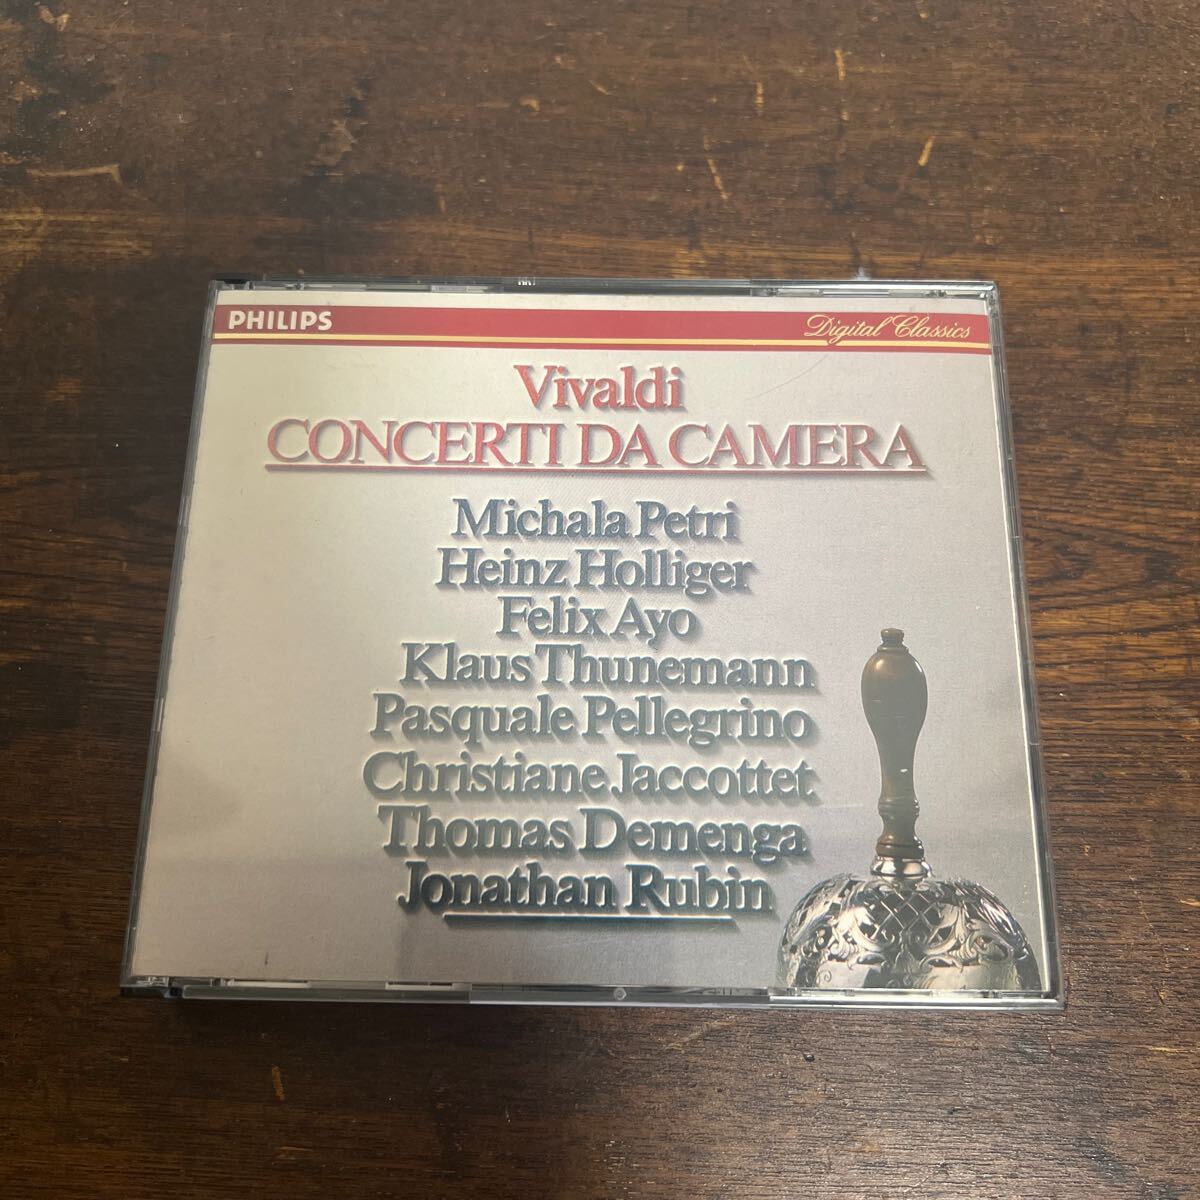 PHILIPS
Digital Classics
Vivaldi
CONCERTI DA CAMERA
Michala Petri
Heinz Holliger
Felix Ayo
Klaus Thunemann
Pasquale Pellegrino
Christiane Jaccottet
Thomas Demenga
Jonathan Rubin